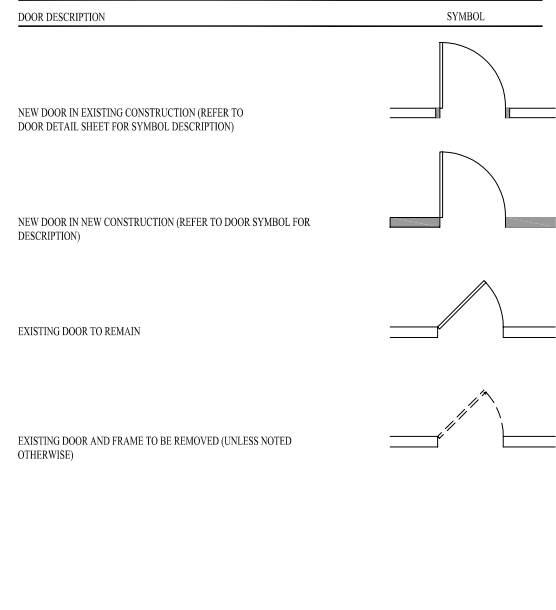 DOOR DESCRIPTION SYMBOL
NEW DOOR IN EXISTING CONSTRUCTION (REFER TO
DOOR DETAIL SHEET FOR SYMBOL DESCRIPTION)
NEW DOOR IN NEW CONSTRUCTION (REFER TO DOOR SYMBOL FOR
DESCRIPTION)
EXISTING DOOR TO REMAIN
EXISTING DOOR AND FRAME TO BE REMOVED (UNLESS NOTED
OTHERWISE)